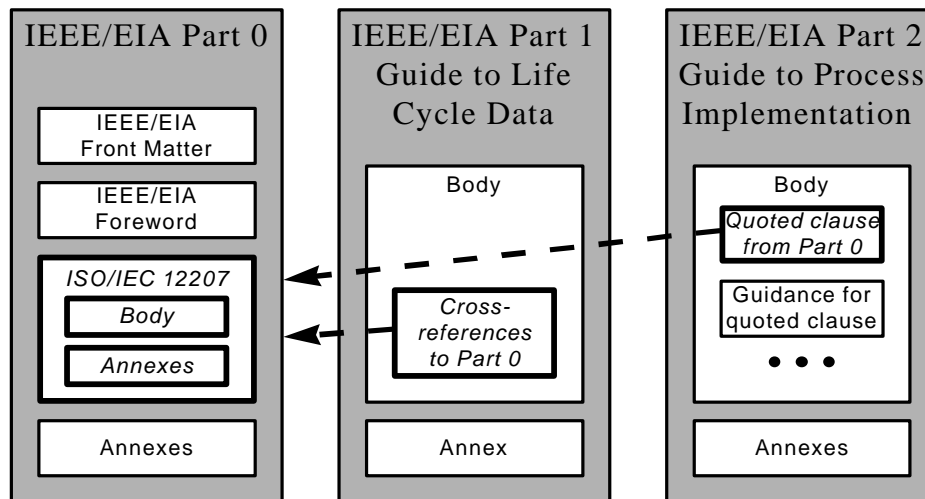 IEEE/EIA Part 0
IEEE/EIA
Front Matter
IEEE/EIA
Foreword
ISO/IEC 12207
Body
Annexes
Annexes
IEEE/EIA Part 1
Guide to Life
Cycle Data
Body
Cross-
references
to Part 0
Annex
IEEE/EIA Part 2
Guide to Process
Implementation
Body
Quoted clause
from Part 0
Guidance for
quoted clause
• • •
Annexes